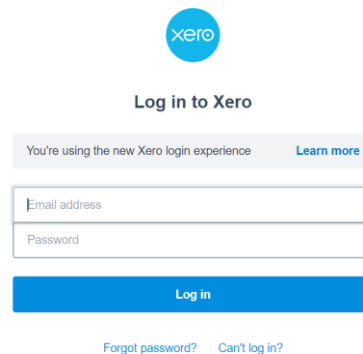 xero
Log in to Xero
You're using the new Xero login experience Learn more
Email address
Password
Log in
Forgot password? Can't log in?